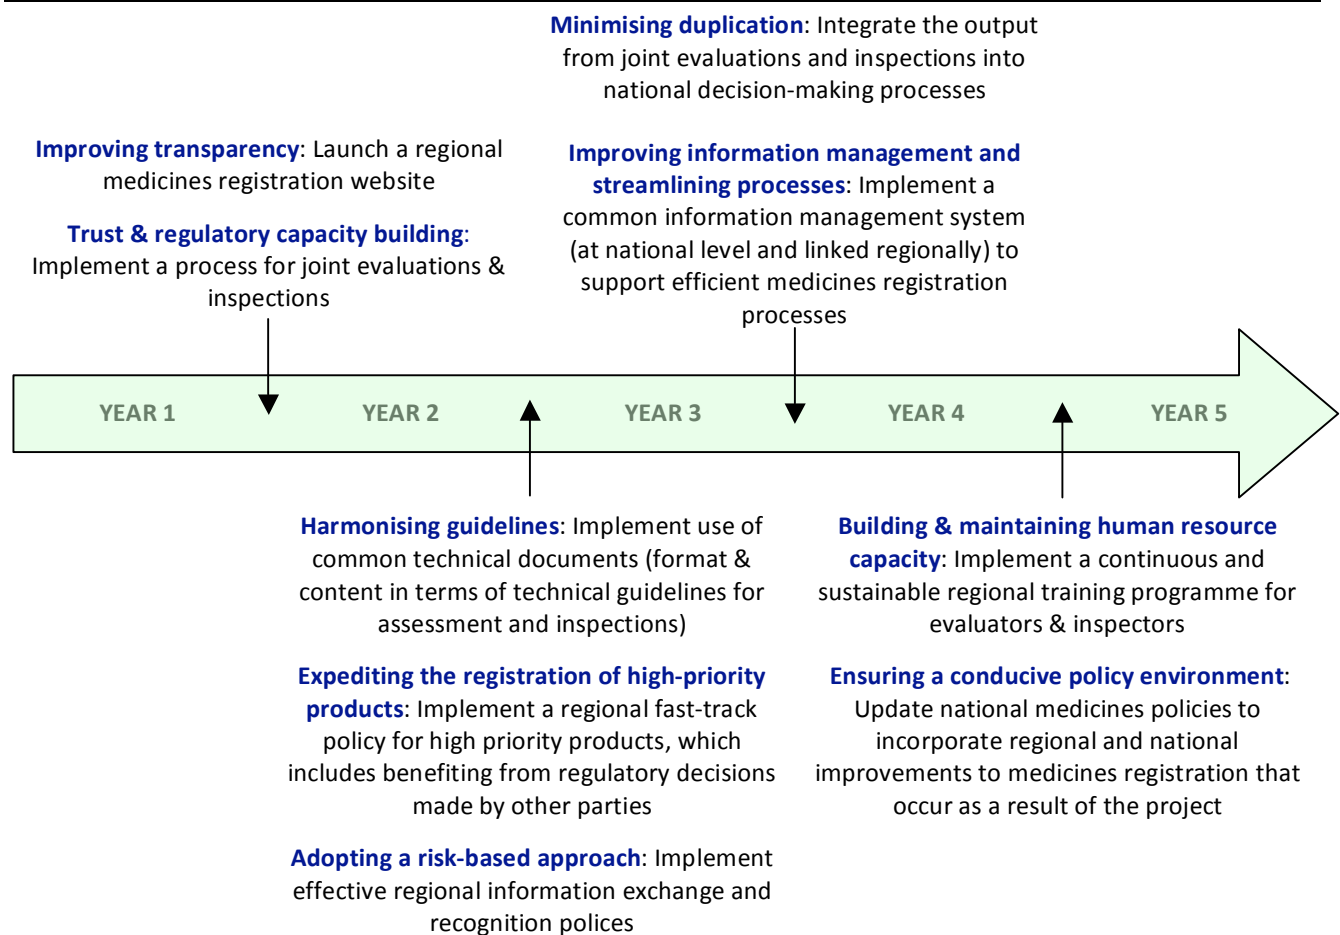 Minimising duplication: Integrate the output
from joint evaluations and inspections into
national decision-making processes
Improving transparency: Launch a regional
medicines registration website
Trust & regulatory capacity building:
Implement a process for joint evaluations &
inspections
Improving information management and
streamlining processes: Implement a
common information management system
(at national level and linked regionally) to
support efficient medicines registration
processes
YEAR 1
YEAR 2
YEAR 3
YEAR 4
YEAR 5
Harmonising guidelines: Implement use of
common technical documents (format &
content in terms of technical guidelines for
assessment and inspections)
Expediting the registration of high-priority
products: Implement a regional fast-track
policy for high priority products, which
includes benefiting from regulatory decisions
made by other parties
Adopting a risk-based approach: Implement
effective regional information exchange and
recognition polices
Building & maintaining human resource
capacity: Implement a continuous and
sustainable regional training programme for
evaluators & inspectors
Ensuring a conducive policy environment:
Update national medicines policies to
incorporate regional and national
improvements to medicines registration that
occur as a result of the project